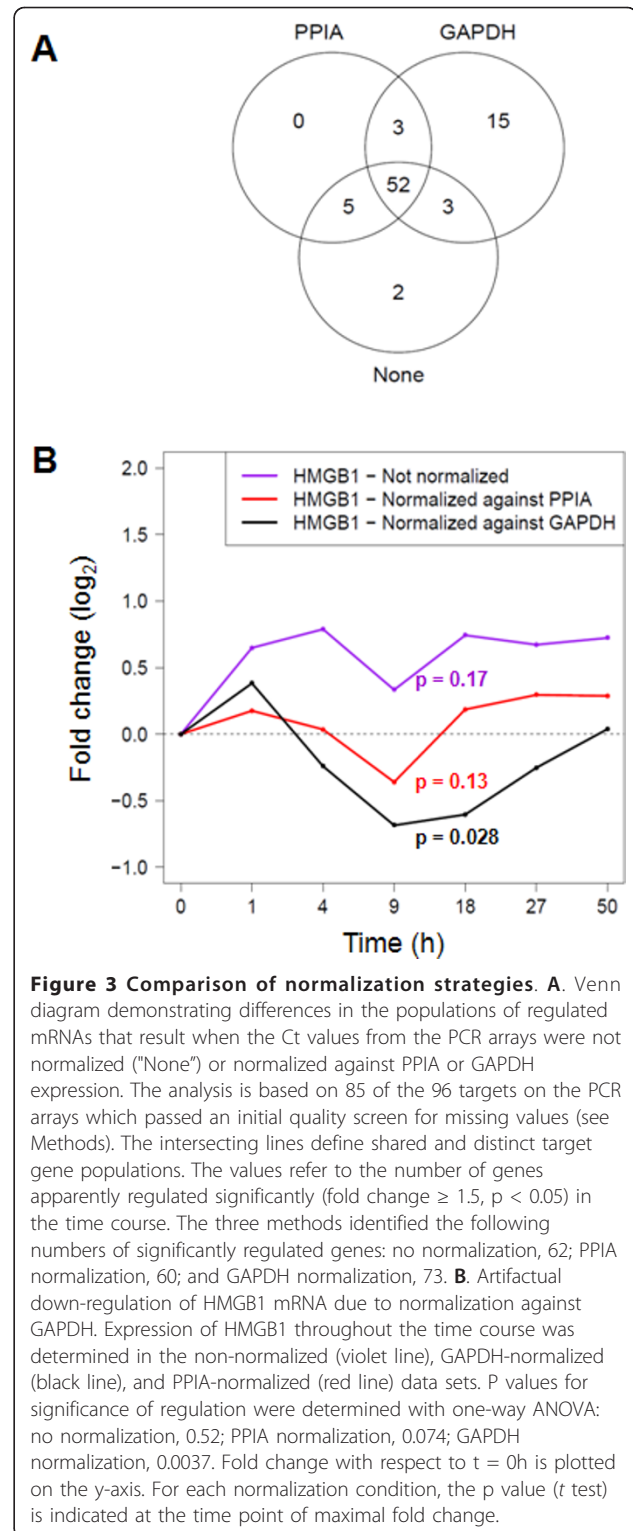 A
PPIA GAPDH
0 3 15
52
5 3
2
None
B
2.0
1.5
1.0
0.5
0.0
−0.5
−1.0
Fold change (log2)
HMGB1 − Not normalized
HMGB1 − Normalized against PPIA
HMGB1 − Normalized against GAPDH
p = 0.17
p = 0.13
p = 0.028
0 1 4 9 18 27 50
Time (h)
Figure 3 Comparison of normalization strategies. A. Venn
diagram demonstrating differences in the populations of regulated
mRNAs that result when the Ct values from the PCR arrays were not
normalized ("None") or normalized against PPIA or GAPDH
expression. The analysis is based on 85 of the 96 targets on the PCR
arrays which passed an initial quality screen for missing values (see
Methods). The intersecting lines define shared and distinct target
gene populations. The values refer to the number of genes
apparently regulated significantly (fold change ≥ 1.5, p < 0.05) in
the time course. The three methods identified the following
numbers of significantly regulated genes: no normalization, 62; PPIA
normalization, 60; and GAPDH normalization, 73. B. Artifactual
down-regulation of HMGB1 mRNA due to normalization against
GAPDH. Expression of HMGB1 throughout the time course was
determined in the non-normalized (violet line), GAPDH-normalized
(black line), and PPIA-normalized (red line) data sets. P values for
significance of regulation were determined with one-way ANOVA:
no normalization, 0.52; PPIA normalization, 0.074; GAPDH
normalization, 0.0037. Fold change with respect to t = 0h is plotted
on the y-axis. For each normalization condition, the p value (t test)
is indicated at the time point of maximal fold change.